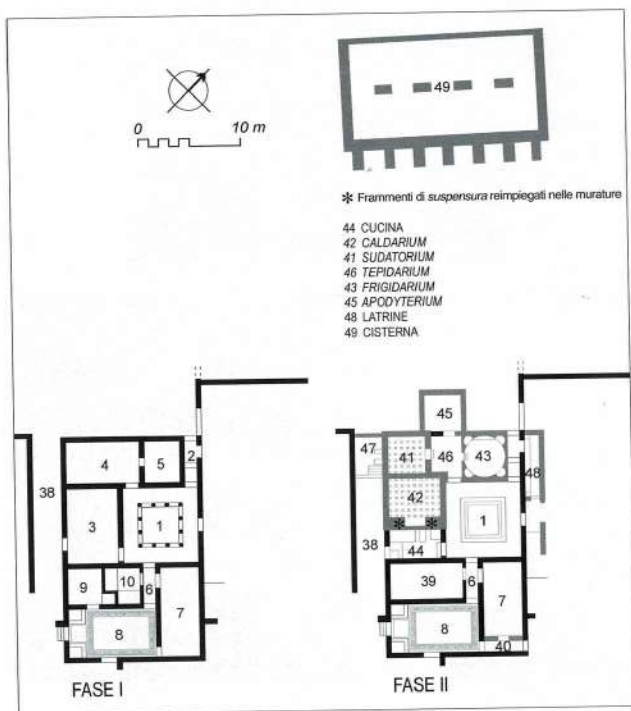 0 10 m
49
* Frammenti di suspensura reimpiegati nelle murature
44 CUCINA
42 CALDARIUM
41 SUDATORIUM
46 TEPIDARIUM
43 FRIGIDARIUM
45 APODYTERIUM
48 LATRINE
49 CISTERNA
38
4
5
2
3
1
9
10
6
7
8
FASE I
45
47
41
46
43
48
42
1
* *
38
44
39
6
7
8
40
FASE II